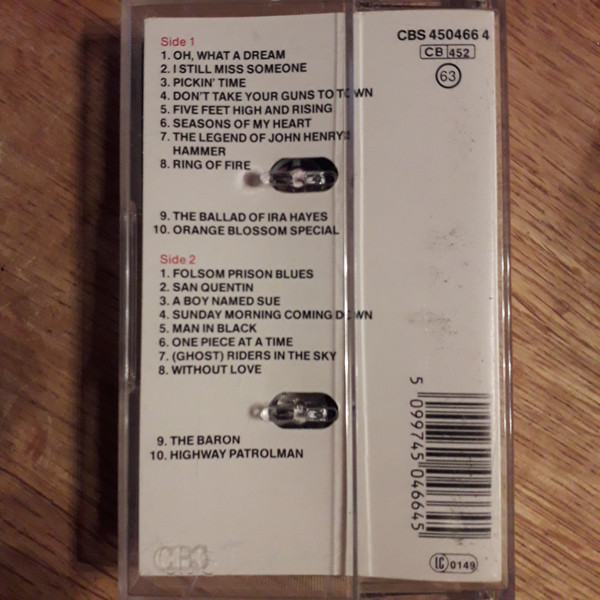 CBS 450466 4
CB 452
63
Side 1
1. OH, WHAT A DREAM
2. I STILL MISS SOMEONE
3. PICKIN' TIME
4. DON'T TAKE YOUR GUNS TO TOWN
5. FIVE FEET HIGH AND RISING
6. SEASONS OF MY HEART
7. THE LEGEND OF JOHN HENRY'S
HAMMER
8. RING OF FIRE
9. THE BALLAD OF IRA HAYES
10. ORANGE BLOSSOM SPECIAL
Side 2
1. FOLSOM PRISON BLUES
2. SAN QUENTIN
3. A BOY NAMED SUE
4. SUNDAY MORNING COMING DOWN
5. MAN IN BLACK
6. ONE PIECE AT A TIME
7. (GHOST) RIDERS IN THE SKY
8. WITHOUT LOVE
9. THE BARON
10. HIGHWAY PATROLMAN
5 099745 046645
CBS
LC 0149